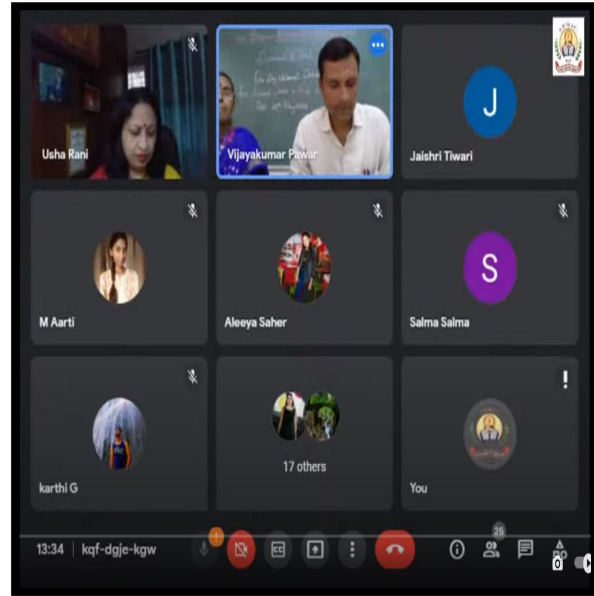 Usha Rani
Vijayakumar Pawar
J
Jaishri Tiwari
M Aarti
Aleeya Saher
S
Salma Salma
karthi G
17 others
You
25
13:34 | kqf-dgje-kgw
CC